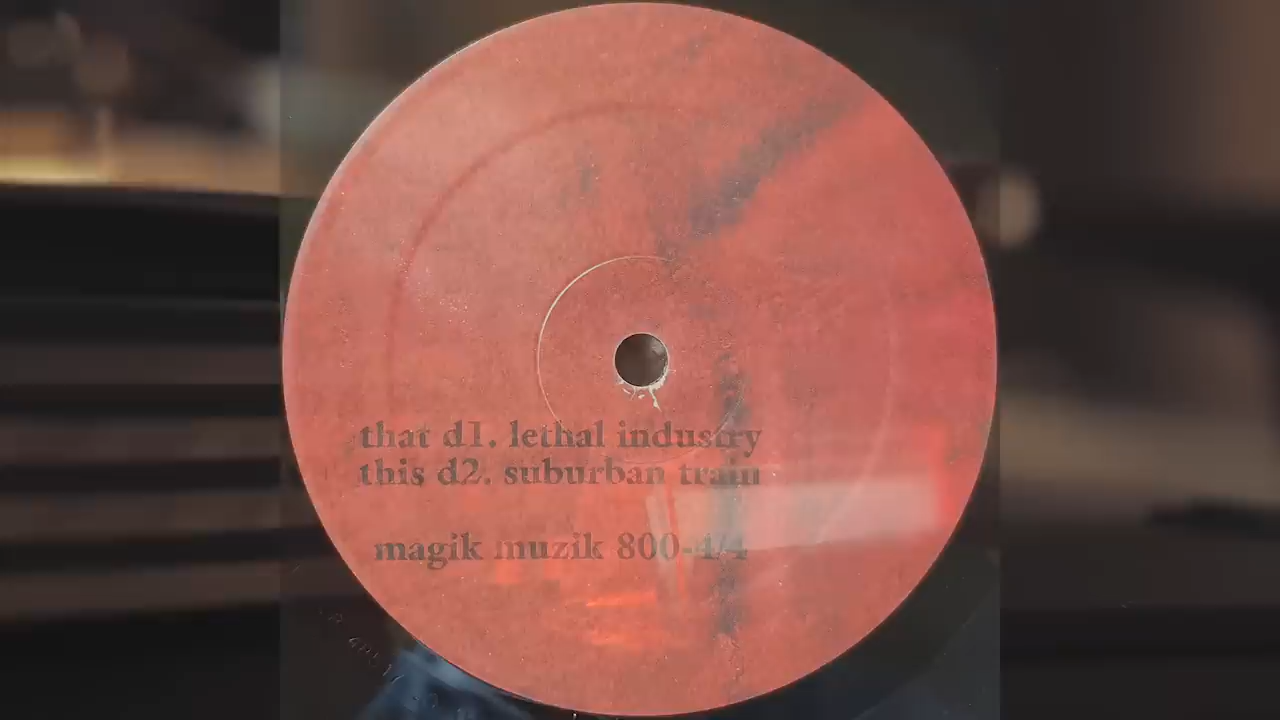 that d1. lethal industry
this d2. suburban train
magik muzik 800-4/4